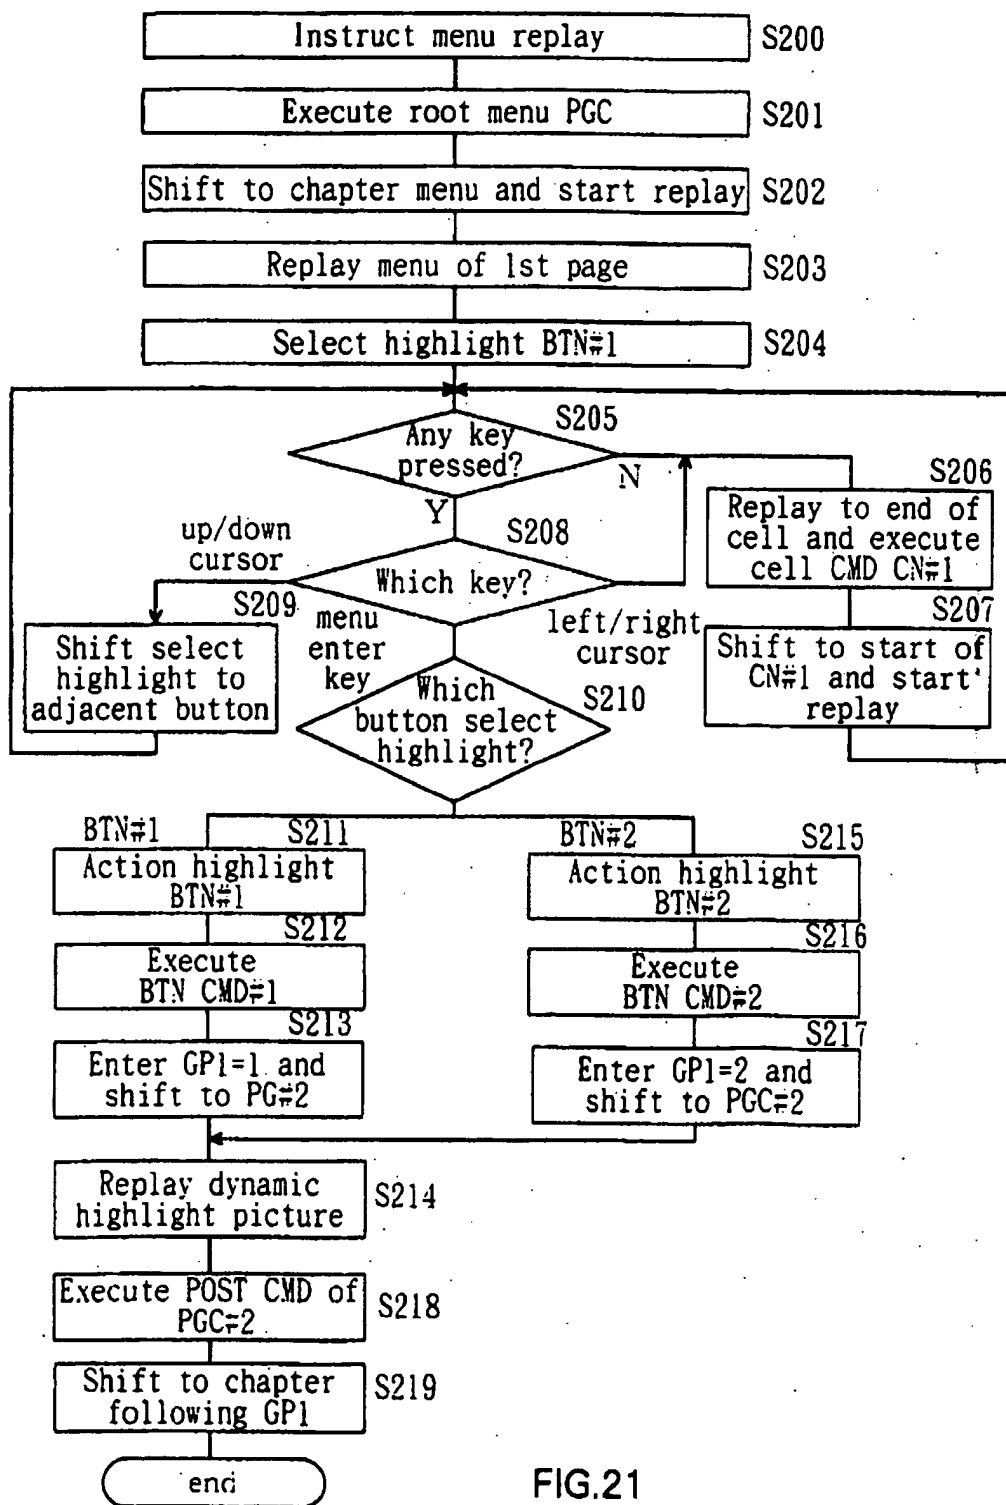 Instruct menu replay
S200
Execute root menu PGC
S201
Shift to chapter menu and start replay
S202
Replay menu of 1st page
S203
Select highlight BTN#1
S204
S205
Any key
pressed?
N
Y
S206
Replay to end of
cell and execute
cell CMD CN#1
S207
Shift to start of
CN#1 and start
replay
S208
Which key?
up/down
cursor
S209
Shift select
highlight to
adjacent button
menu
enter
key
left/right
cursor
S210
Which
button select
highlight?
BTN#1
S211
Action highlight
BTN#1
S212
Execute
BTN CMD#1
S213
Enter GP1=1 and
shift to PG#2
BTN#2
S215
Action highlight
BTN#2
S216
Execute
BTN CMD#2
S217
Enter GP1=2 and
shift to PGC#2
Replay dynamic
highlight picture
S214
Execute POST CMD of
PGC#2
S218
Shift to chapter
following GP1
S219
end
FIG.21